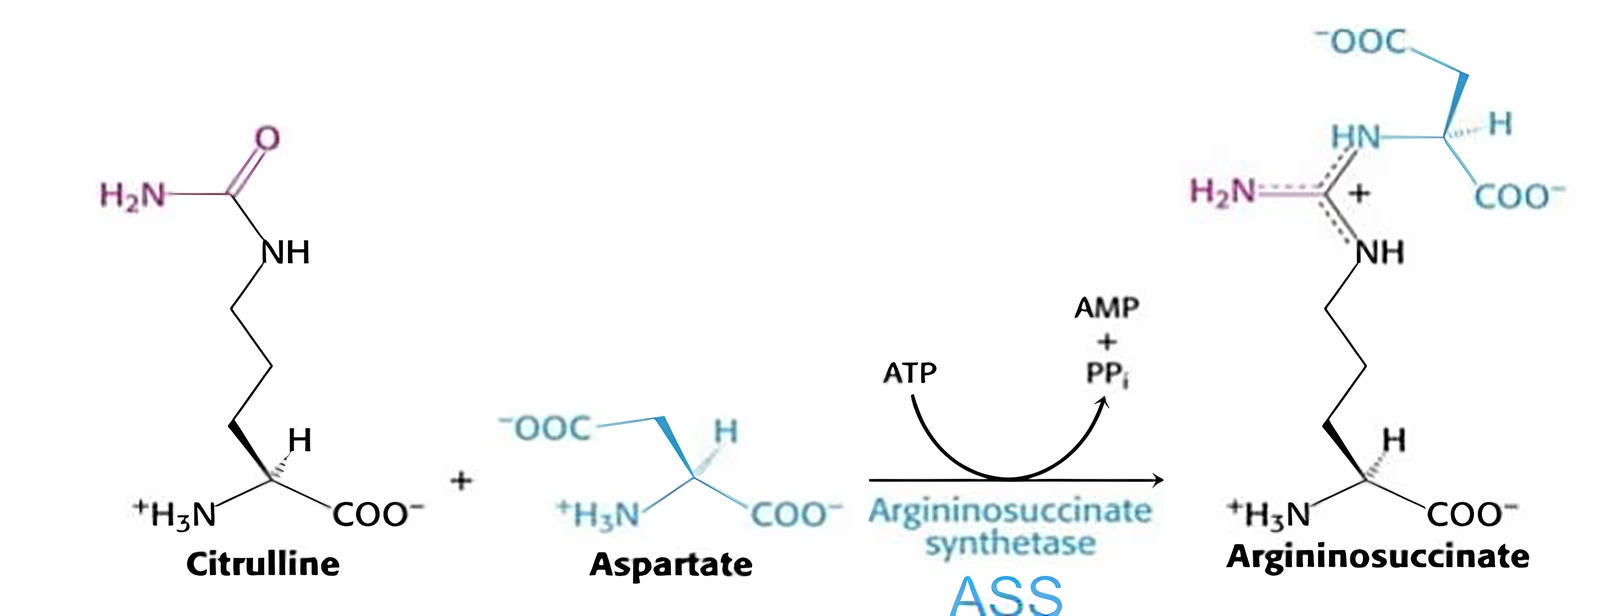 O
H₂N
NH
H
⁺H₃N
COO⁻
Citrulline
+
⁻OOC
H
⁺H₃N
COO⁻
Aspartate
ATP
AMP
+
PPᵢ
Argininosuccinate
synthetase
ASS
⁻OOC
HN
H
H₂N
+
COO⁻
NH
H
⁺H₃N
COO⁻
Argininosuccinate